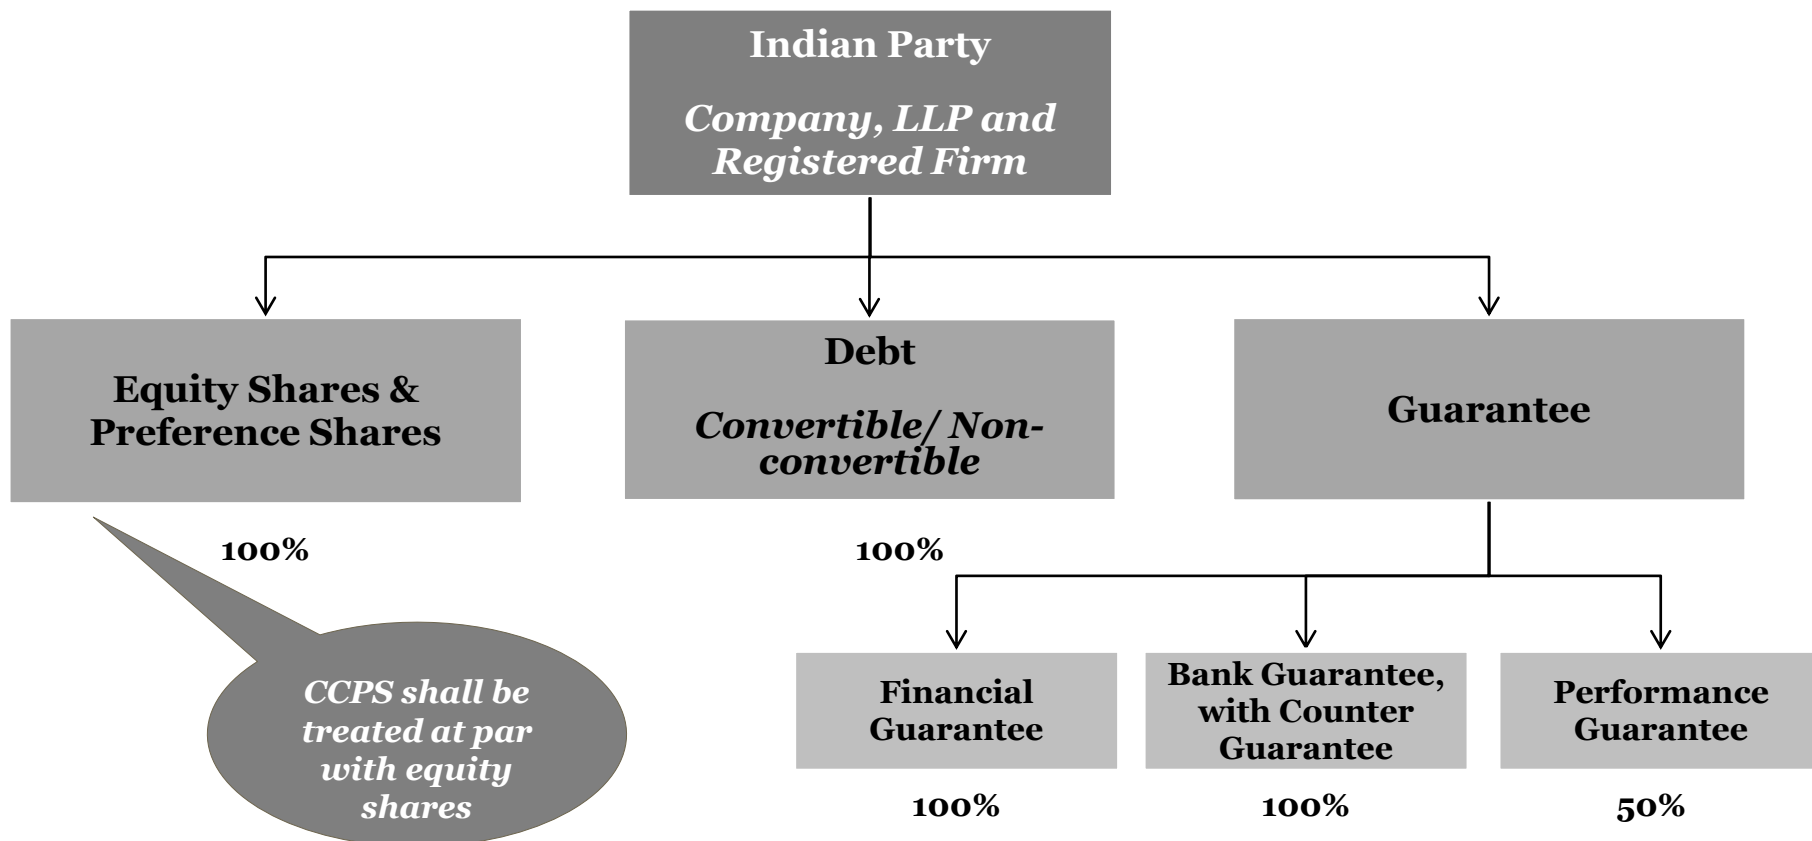 Indian Party
Company, LLP and
Registered Firm
Equity Shares &
Preference Shares
Debt
Convertible/ Non-
convertible
Guarantee
100%
100%
CCPS shall be
treated at par
with equity
shares
Financial
Guarantee
Bank Guarantee,
with Counter
Guarantee
Performance
Guarantee
100%
100%
50%